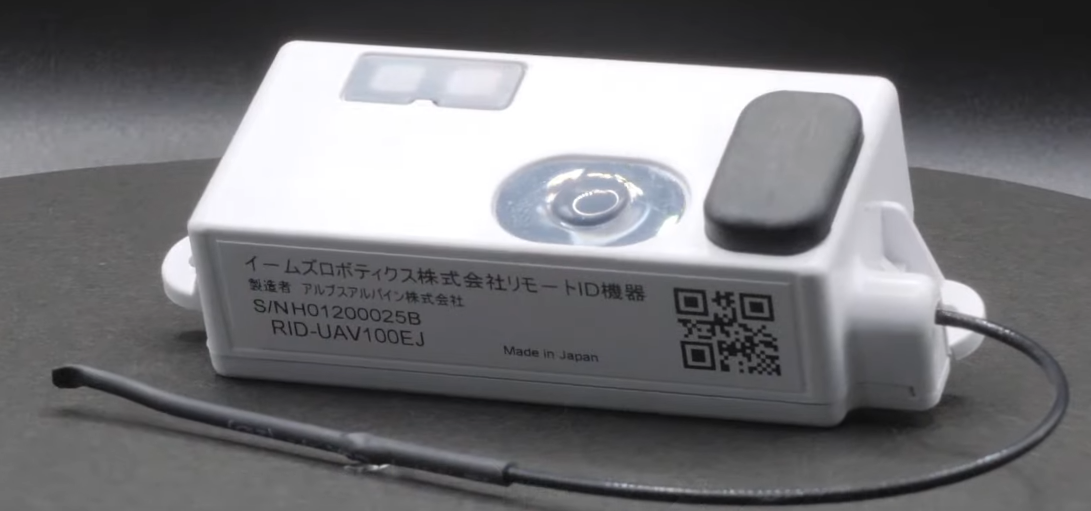 イームズロボティクス株式会社リモートID機器
製造者 アルプスアルパイン株式会社
S/NH01200025B
RID-UAV100EJ
Made in Japan